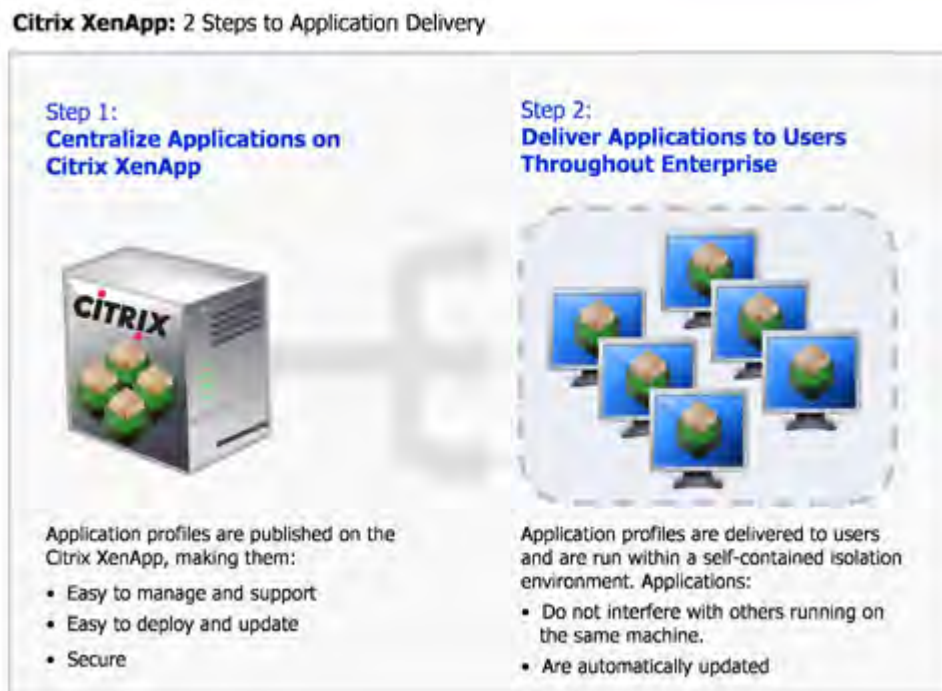 Citrix XenApp: 2 Steps to Application Delivery
Step 1:
Centralize Applications on
Citrix XenApp
CITRIX
Application profiles are published on the
Citrix XenApp, making them:
• Easy to manage and support
• Easy to deploy and update
• Secure
Step 2:
Deliver Applications to Users
Throughout Enterprise
Application profiles are delivered to users
and are run within a self-contained isolation
environment. Applications:
• Do not interfere with others running on
the same machine.
• Are automatically updated